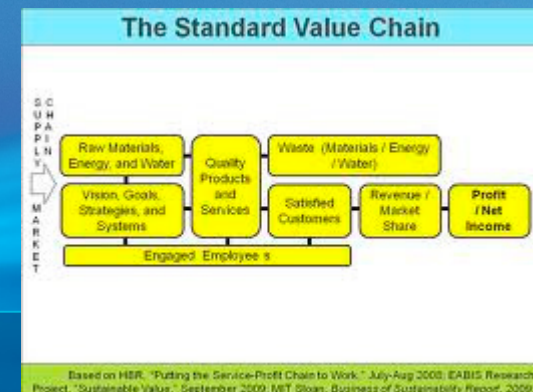 The Standard Value Chain
SUPPLY CHAIN
MARKET
Raw Materials,
Energy, and Water
Quality
Products
and
Services
Waste (Materials / Energy
/ Water)
Vision, Goals,
Strategies, and
Systems
Satisfied
Customers
Revenue /
Market
Share
Profit
/ Net
Income
Engaged Employee s
Based on HBR, "Putting the Service-Profit Chain to Work," July-Aug 2008; EABIS Research
Project, "Sustainable Value," September 2009; MIT Sloan, Business of Sustainability Report, 2009